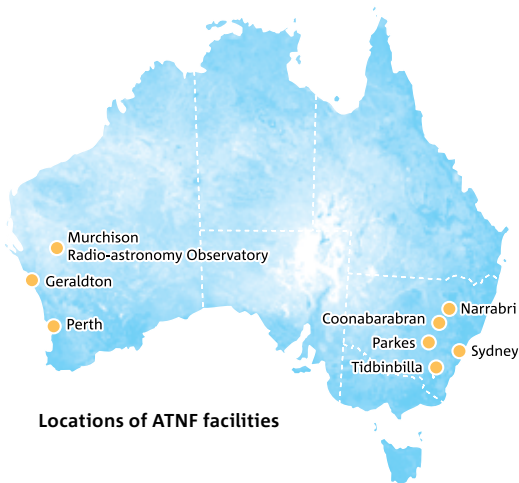 Murchison
Radio-astronomy Observatory
Geraldton
Perth
Narrabri
Coonabarabran
Parkes
Sydney
Tidbinbilla
Locations of ATNF facilities